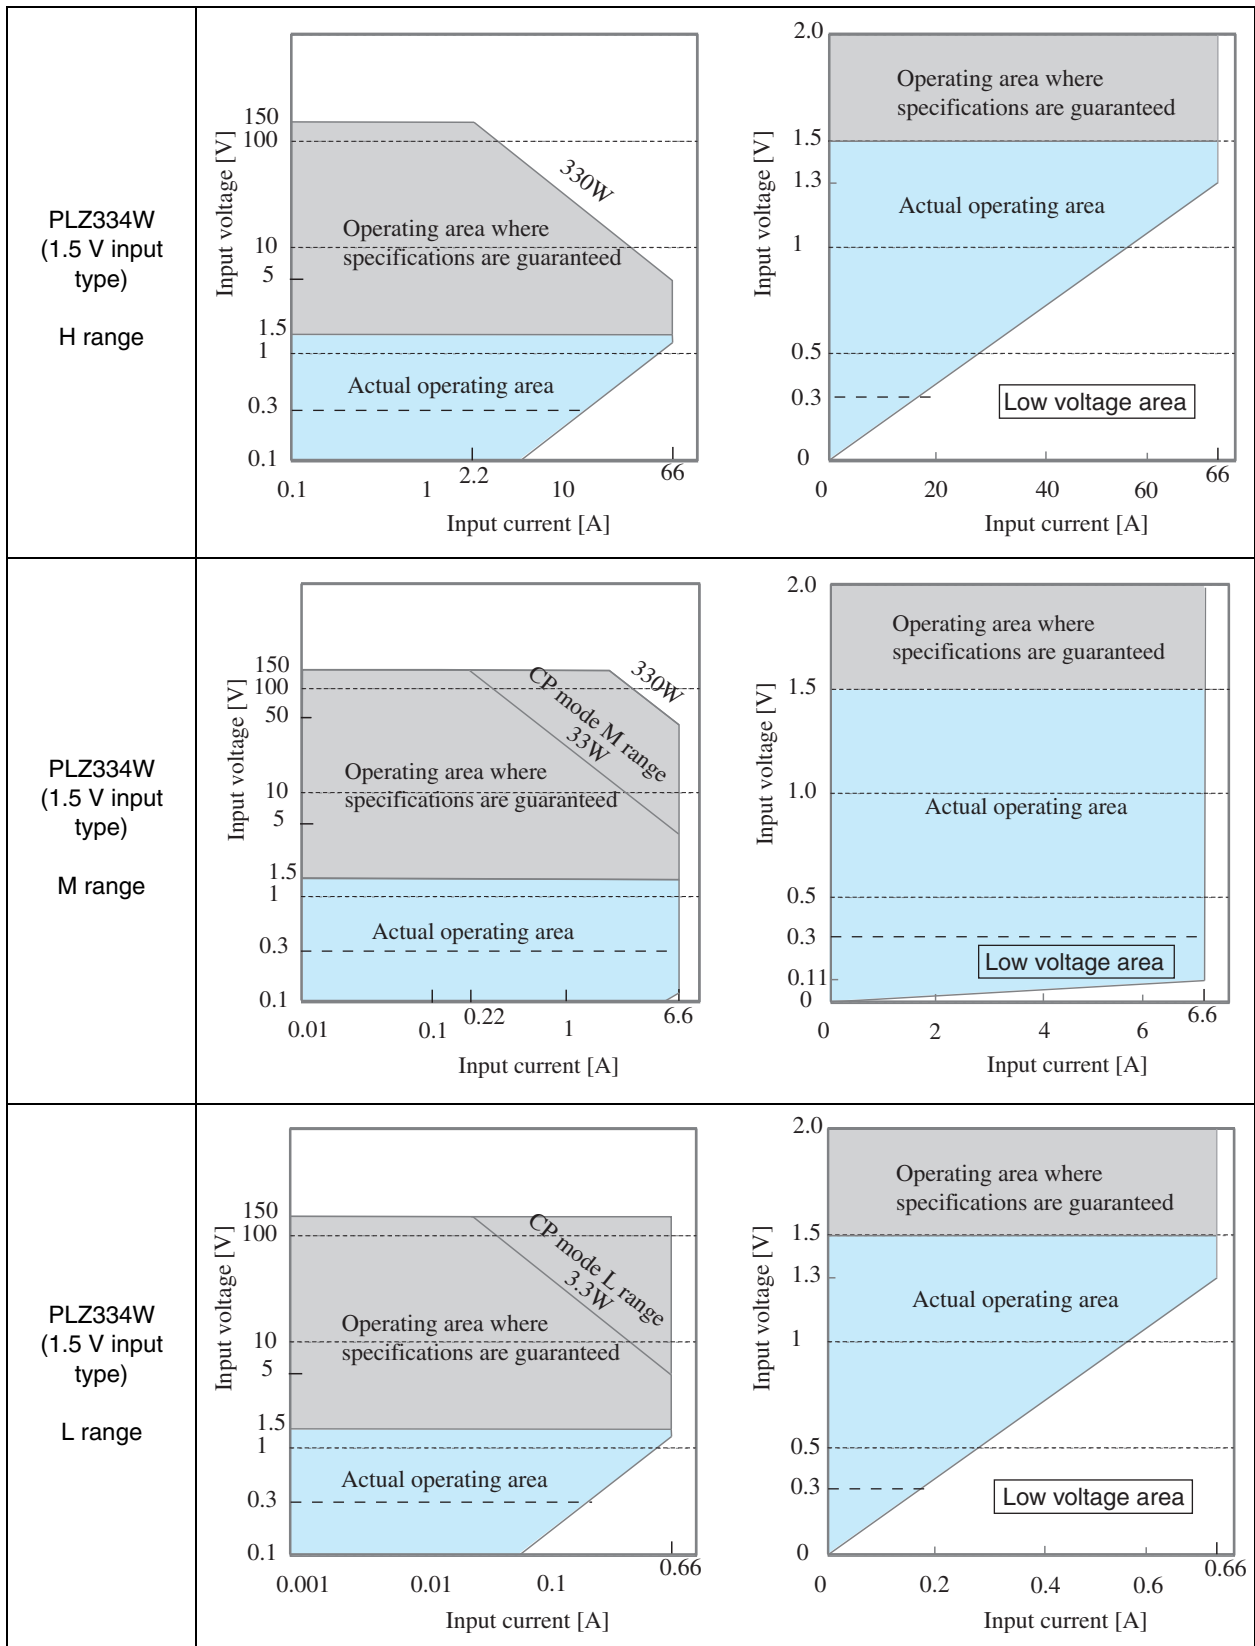 PLZ334W
(1.5 V input
type)
H range
Input voltage [V]
150
100
10
5
1.5
1
0.3
0.1
330W
Operating area where
specifications are guaranteed
Actual operating area
0.1
1
2.2
10
66
Input current [A]
Input voltage [V]
2.0
1.5
1.3
1
0.5
0.3
0
Operating area where
specifications are guaranteed
Actual operating area
Low voltage area
0
20
40
60
66
Input current [A]
PLZ334W
(1.5 V input
type)
M range
Input voltage [V]
150
100
50
10
5
1.5
1
0.3
0.1
330W
CP mode M range
33W
Operating area where
specifications are guaranteed
Actual operating area
0.01
0.1
0.22
1
6.6
Input current [A]
Input voltage [V]
2.0
1.5
1.0
0.5
0.3
0.11
0
Operating area where
specifications are guaranteed
Actual operating area
Low voltage area
0
2
4
6
6.6
Input current [A]
PLZ334W
(1.5 V input
type)
L range
Input voltage [V]
150
100
10
5
1.5
1
0.3
0.1
CP mode L range
3.3W
Operating area where
specifications are guaranteed
Actual operating area
0.001
0.01
0.1
0.66
Input current [A]
Input voltage [V]
2.0
1.5
1.3
1
0.5
0.3
0
Operating area where
specifications are guaranteed
Actual operating area
Low voltage area
0
0.2
0.4
0.6
0.66
Input current [A]